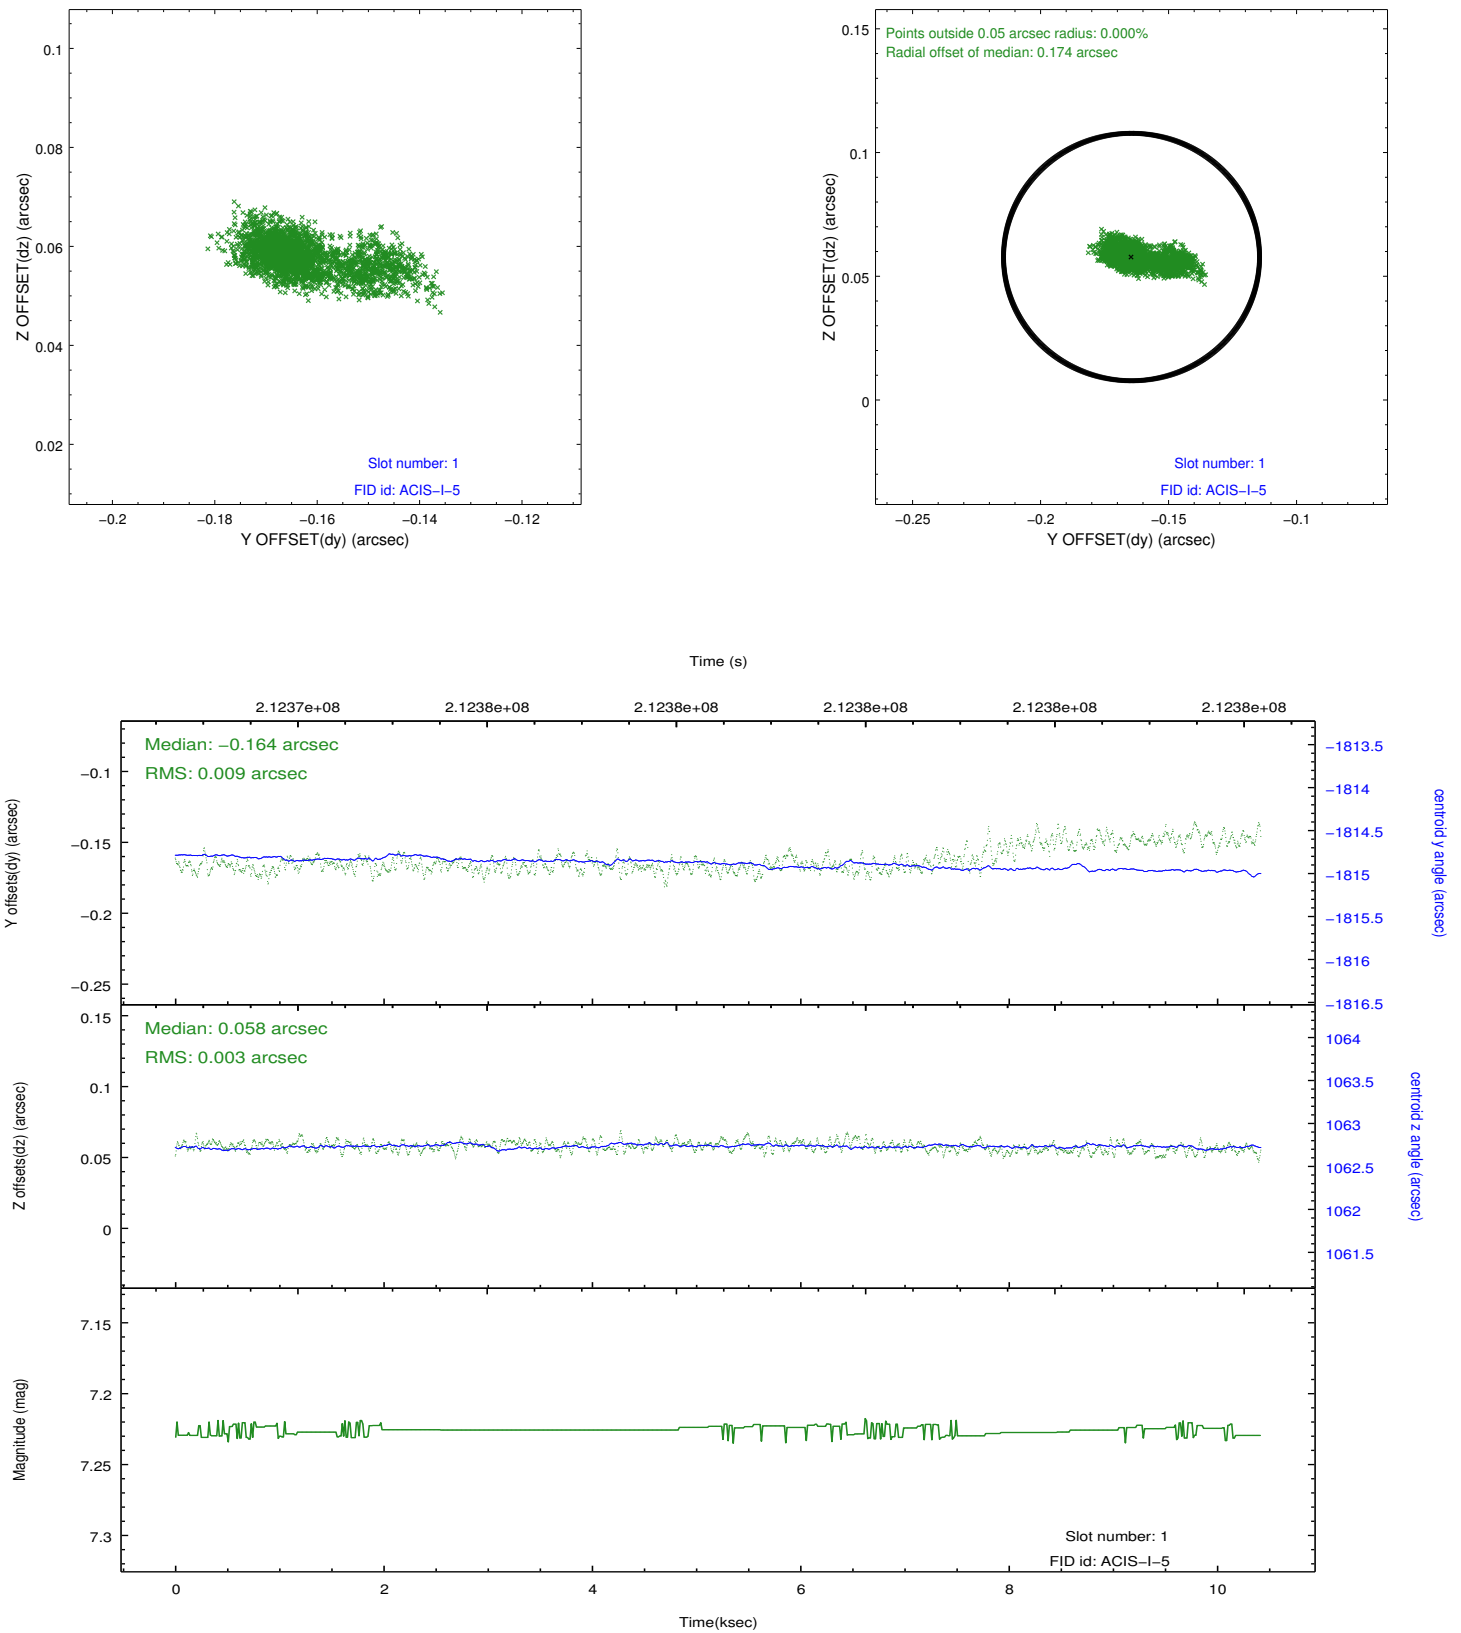 0.1
0.08
0.06
0.04
0.02
Z OFFSET(dz) (arcsec)
Slot number: 1
FID id: ACIS−I−5
−0.2 −0.18 −0.16 −0.14 −0.12
Y OFFSET(dy) (arcsec)
Points outside 0.05 arcsec radius: 0.000%
Radial offset of median: 0.174 arcsec
0.15
0.1
0.05
0
Z OFFSET(dz) (arcsec)
Slot number: 1
FID id: ACIS−I−5
−0.25 −0.2 −0.15 −0.1
Y OFFSET(dy) (arcsec)
Time (s)
2.1237e+08 2.1238e+08 2.1238e+08 2.1238e+08 2.1238e+08 2.1238e+08
Median: −0.164 arcsec
RMS: 0.009 arcsec
−0.1
−0.15
−0.2
−0.25
Y offsets(dy) (arcsec)
−1813.5
−1814
−1814.5
−1815
−1815.5
−1816
−1816.5
centroid y angle (arcsec)
Median: 0.058 arcsec
RMS: 0.003 arcsec
0.15
0.1
0.05
0
Z offsets(dz) (arcsec)
1064
1063.5
1063
1062.5
1062
1061.5
centroid z angle (arcsec)
7.15
7.2
7.25
7.3
Magnitude (mag)
Slot number: 1
FID id: ACIS−I−5
0 2 4 6 8 10
Time(ksec)